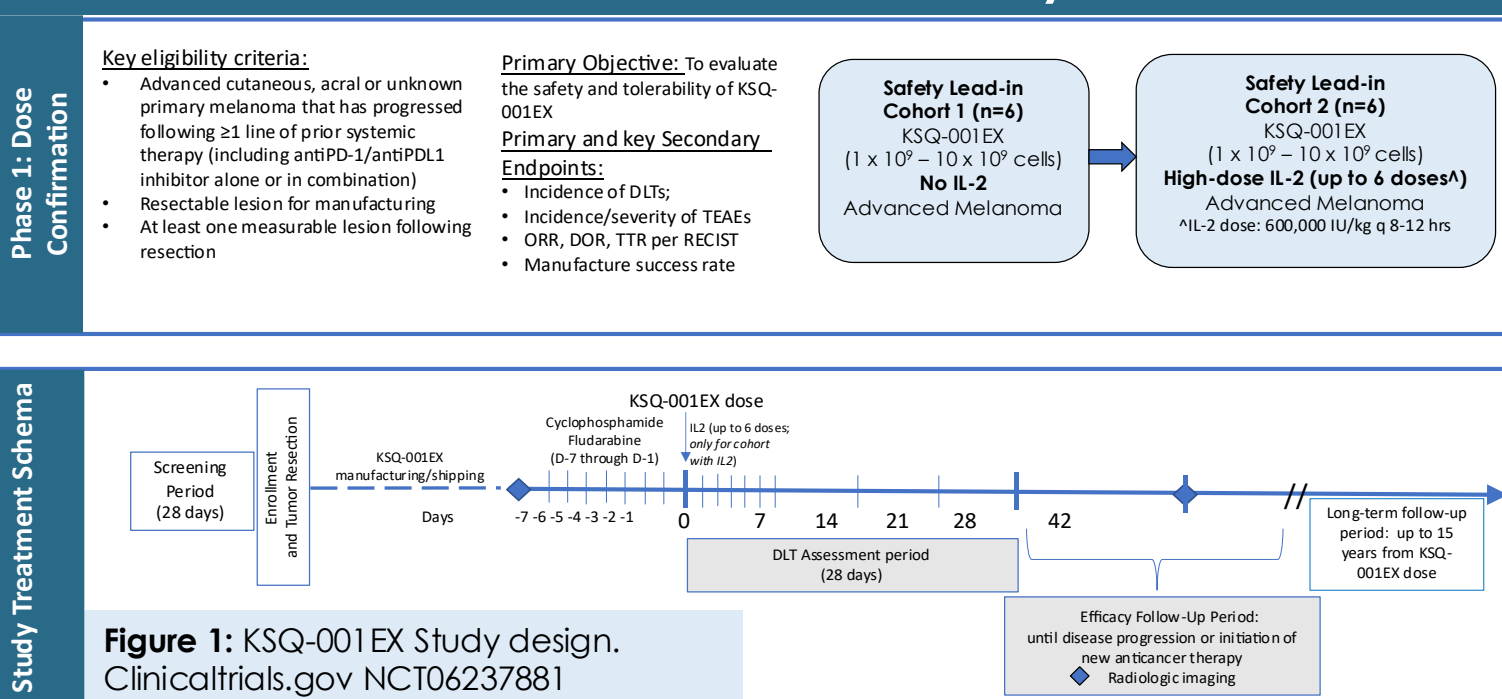 Phase 1: Dose
Confirmation
Key eligibility criteria:
• Advanced cutaneous, acral or unknown
primary melanoma that has progressed
following ≥1 line of prior systemic
therapy (including antiPD-1/antiPDL1
inhibitor alone or in combination)
• Resectable lesion for manufacturing
• At least one measurable lesion following
resection
Primary Objective: To evaluate
the safety and tolerability of KSQ-
001EX
Primary and key Secondary
Endpoints:
• Incidence of DLTs;
• Incidence/severity of TEAEs
• ORR, DOR, TTR per RECIST
• Manufacture success rate
Safety Lead-in
Cohort 1 (n=6)
KSQ-001EX
(1 x 10⁹ – 10 x 10⁹ cells)
No IL-2
Advanced Melanoma
Safety Lead-in
Cohort 2 (n=6)
KSQ-001EX
(1 x 10⁹ – 10 x 10⁹ cells)
High-dose IL-2 (up to 6 doses^)
Advanced Melanoma
^IL-2 dose: 600,000 IU/kg q 8-12 hrs
Study Treatment Schema
Screening
Period
(28 days)
Enrollment
and Tumor Resection
KSQ-001EX
manufacturing/shipping
Cyclophosphamide
Fludarabine
(D-7 through D-1)
KSQ-001EX dose
IL2 (up to 6 doses;
only for cohort
with IL2)
Days
-7 -6 -5 -4 -3 -2 -1 0 7 14 21 28 42
DLT Assessment period
(28 days)
Efficacy Follow-Up Period:
until disease progression or initiation of
new anticancer therapy
Radiologic imaging
Long-term follow-up
period: up to 15
years from KSQ-
001EX dose
Figure 1: KSQ-001EX Study design.
Clinicaltrials.gov NCT06237881